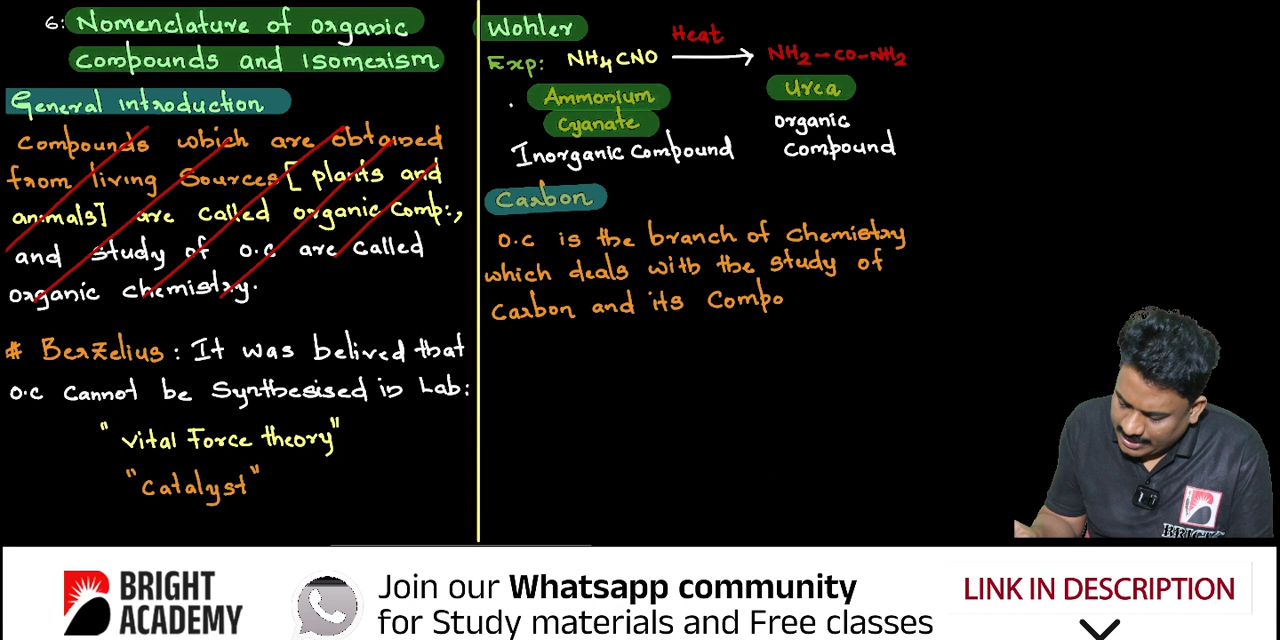 6: Nomenclature of organic
compounds and Isomerism
General introduction
Compounds which are obtained
from living Sources [ plants and
animals] are called organic Comp:,
and study of o.c are called
organic chemistry.
# Berzelius : It was belived that
o.c cannot be Synthesised in Lab:
"Vital Force theory"
"Catalyst"
Wohler
Exp: NH4CNO Heat NH2-CO-NH2
Ammonium
Cyanate
Urea
Inorganic Compound
organic
Compound
Carbon
O.C is the branch of chemistry
which deals with the study of
Carbon and its Compo
BRIGHT
ACADEMY
Join our Whatsapp community
for Study materials and Free classes
LINK IN DESCRIPTION